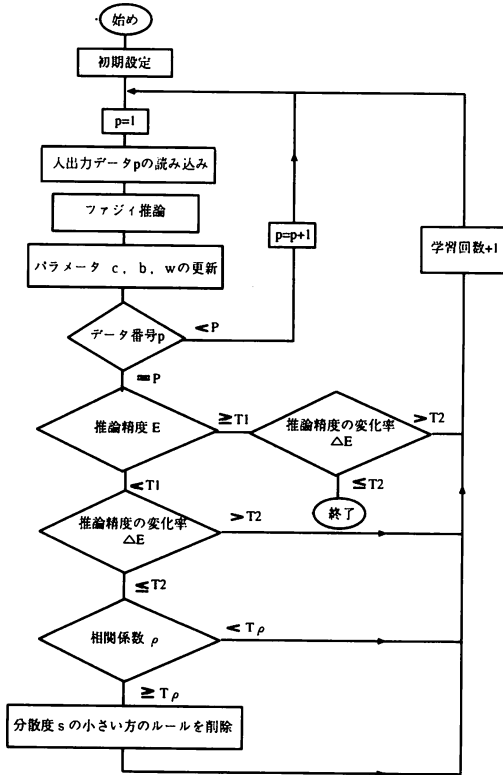 始め
初期設定
p=1
入出力データpの読み込み
ファジィ推論
パラメータ c, b, wの更新
p=p+1
学習回数+1
データ番号p
<P
=P
推論精度E
≧T1
推論精度の変化率
△E
>T2
≦T2
終了
<T1
推論精度の変化率
△E
>T2
≦T2
相関係数 ρ
<Tρ
≧Tρ
分散度sの小さい方のルールを削除